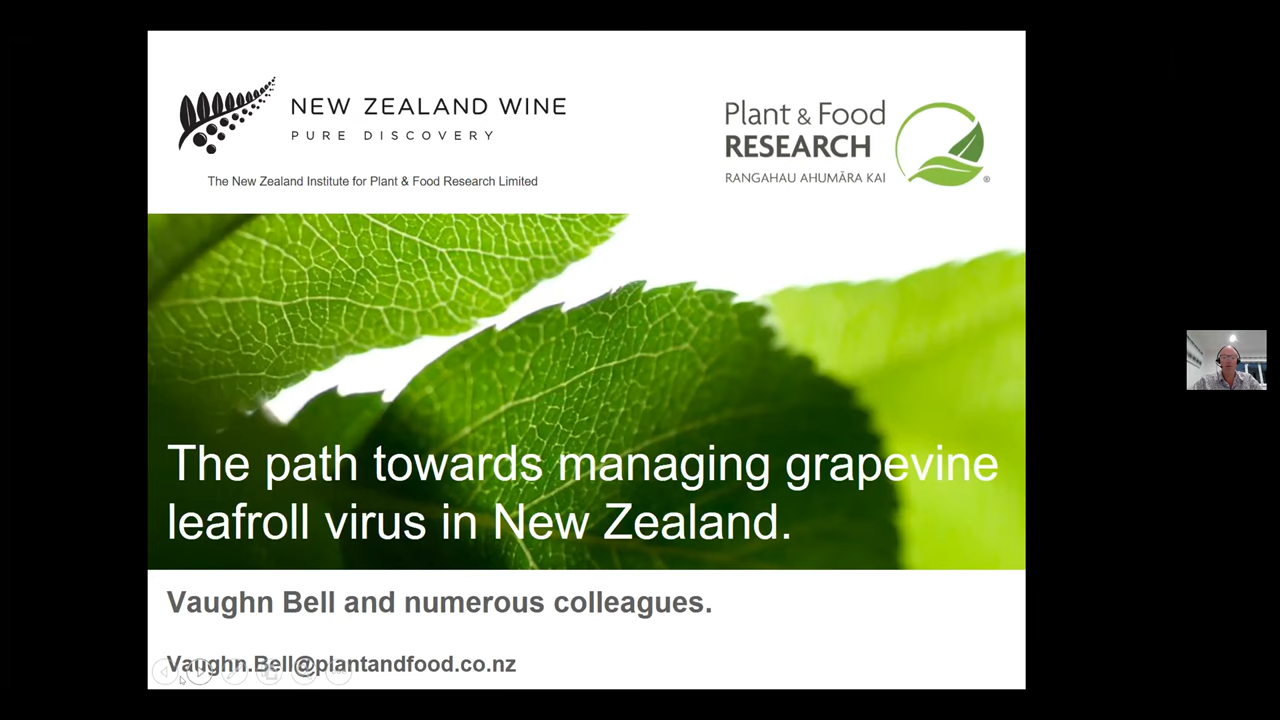 NEW ZEALAND WINE
PURE DISCOVERY
The New Zealand Institute for Plant & Food Research Limited
Plant & Food
RESEARCH
RANGAHAU AHUMĀRA KAI
®
The path towards managing grapevine
leafroll virus in New Zealand.
Vaughn Bell and numerous colleagues.
Vaughn.Bell@plantandfood.co.nz